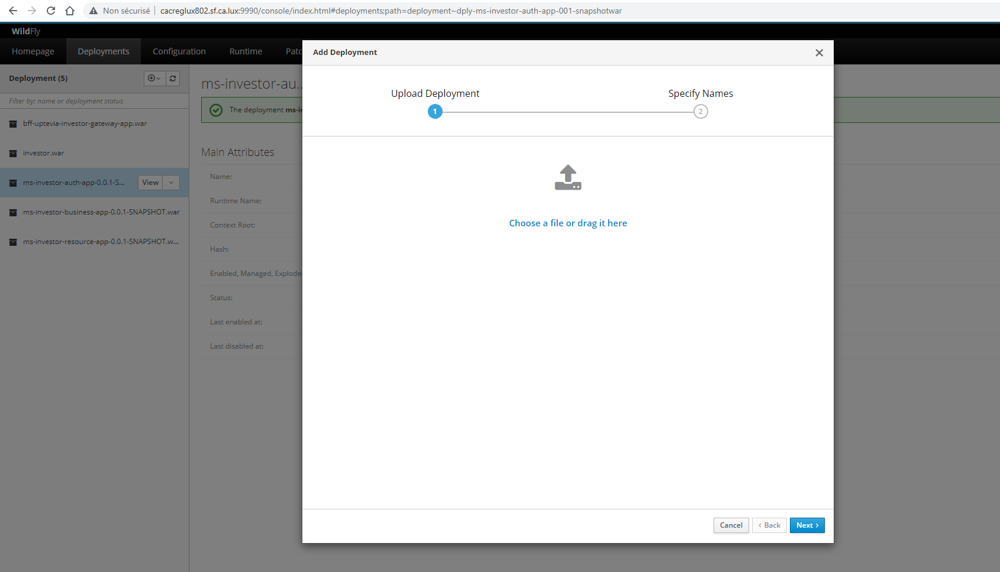 Non sécurisé
cacreglux802.sf.ca.lux:9990/console/index.html#deployments;path=deployment~dply-ms-investor-auth-app-001-snapshotwar
WildFly
Homepage
Deployments
Configuration
Runtime
Patc
Deployment (5)
Filter by: name or deployment status
bff-uptevia-investor-gateway-app.war
investor.war
ms-investor-auth-app-0.0.1-S...
View
ms-investor-business-app-0.0.1-SNAPSHOT.war
ms-investor-resource-app-0.0.1-SNAPSHOT.w...
ms-investor-au...
The deployment ms-in
Main Attributes
Name:
Runtime Name:
Context Root:
Hash:
Enabled, Managed, Explode
Status:
Last enabled at:
Last disabled at:
Add Deployment
Upload Deployment
Specify Names
1
2
Choose a file or drag it here
Cancel
Back
Next